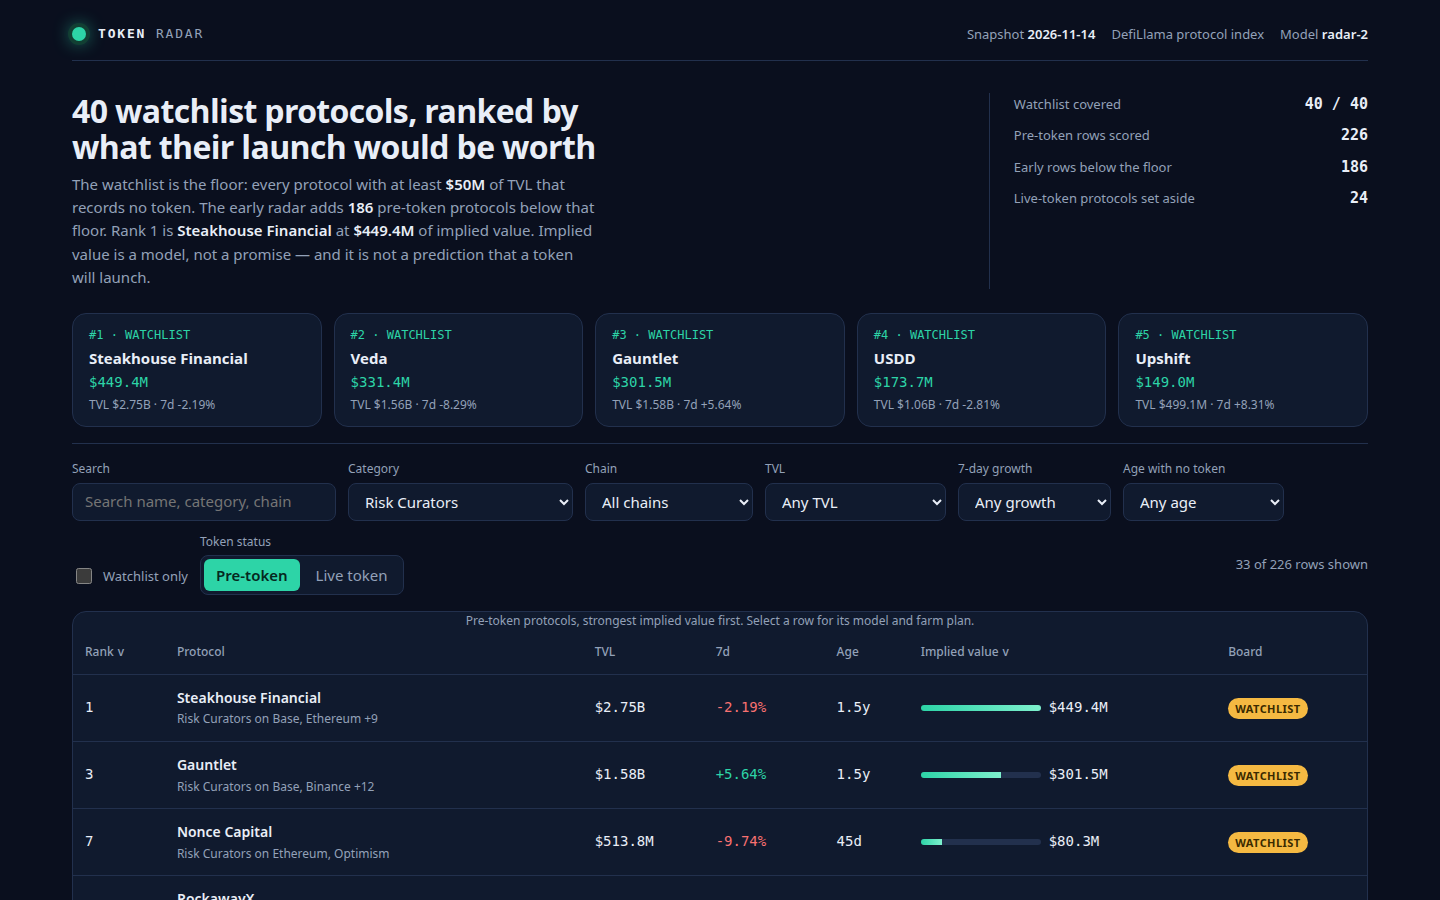 TOKEN RADAR
Snapshot 2026-11-14 DefiLlama protocol index Model radar-2
40 watchlist protocols, ranked by
what their launch would be worth
The watchlist is the floor: every protocol with at least $50M of TVL that
records no token. The early radar adds 186 pre-token protocols below that
floor. Rank 1 is Steakhouse Financial at $449.4M of implied value. Implied
value is a model, not a promise — and it is not a prediction that a token
will launch.
Watchlist covered 40 / 40
Pre-token rows scored 226
Early rows below the floor 186
Live-token protocols set aside 24
#1 · WATCHLIST
Steakhouse Financial
$449.4M
TVL $2.75B · 7d -2.19%
#2 · WATCHLIST
Veda
$331.4M
TVL $1.56B · 7d -8.29%
#3 · WATCHLIST
Gauntlet
$301.5M
TVL $1.58B · 7d +5.64%
#4 · WATCHLIST
USDD
$173.7M
TVL $1.06B · 7d -2.81%
#5 · WATCHLIST
Upshift
$149.0M
TVL $499.1M · 7d +8.31%
Search Category Chain TVL 7-day growth Age with no token
Search name, category, chain Risk Curators All chains Any TVL Any growth Any age
Token status
Watchlist only Pre-token Live token
33 of 226 rows shown
Pre-token protocols, strongest implied value first. Select a row for its model and farm plan.
Rank v Protocol TVL 7d Age Implied value v Board
1 Steakhouse Financial $2.75B -2.19% 1.5y $449.4M WATCHLIST
Risk Curators on Base, Ethereum +9
3 Gauntlet $1.58B +5.64% 1.5y $301.5M WATCHLIST
Risk Curators on Base, Binance +12
7 Nonce Capital $513.8M -9.74% 45d $80.3M WATCHLIST
Risk Curators on Ethereum, Optimism
RockawayX